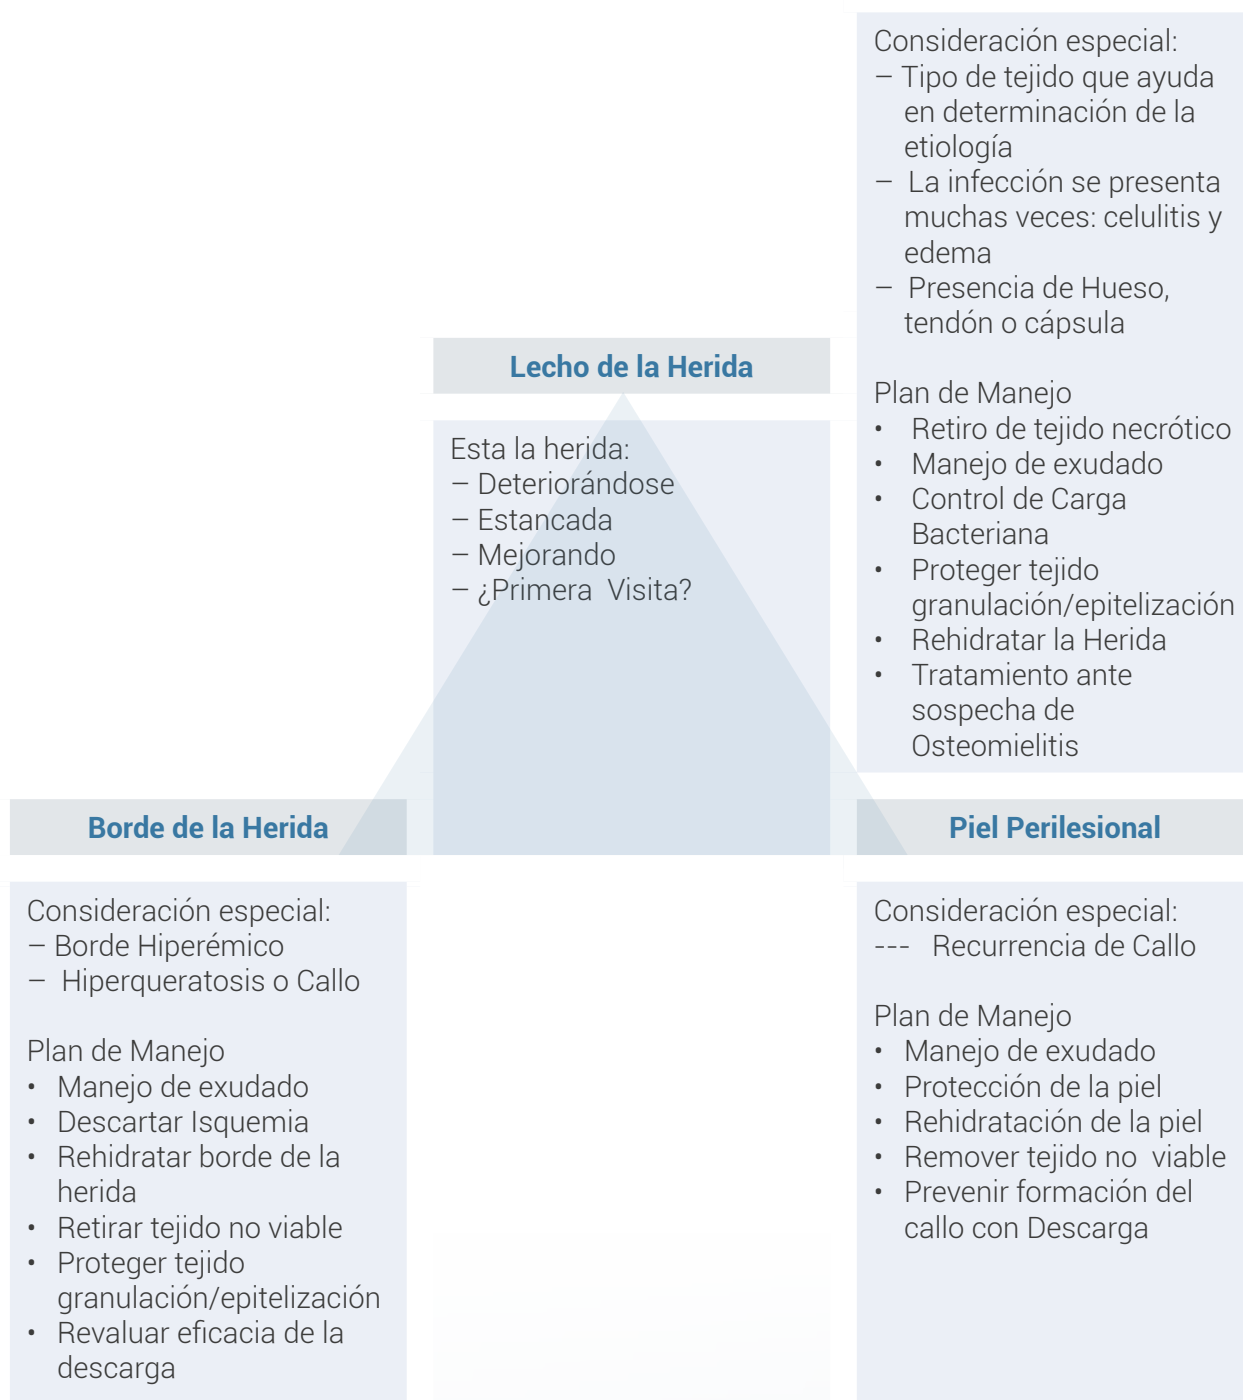 Consideración especial:
– Tipo de tejido que ayuda
en determinación de la
etiología
– La infección se presenta
muchas veces: celulitis y
edema
– Presencia de Hueso,
tendón o cápsula
Plan de Manejo
• Retiro de tejido necrótico
• Manejo de exudado
• Control de Carga
Bacteriana
• Proteger tejido
granulación/epitelización
• Rehidratar la Herida
• Tratamiento ante
sospecha de
Osteomielitis
Lecho de la Herida
Esta la herida:
– Deteriorándose
– Estancada
– Mejorando
– ¿Primera Visita?
Borde de la Herida
Consideración especial:
– Borde Hiperémico
– Hiperqueratosis o Callo
Plan de Manejo
• Manejo de exudado
• Descartar Isquemia
• Rehidratar borde de la
herida
• Retirar tejido no viable
• Proteger tejido
granulación/epitelización
• Revaluar eficacia de la
descarga
Piel Perilesional
Consideración especial:
--- Recurrencia de Callo
Plan de Manejo
• Manejo de exudado
• Protección de la piel
• Rehidratación de la piel
• Remover tejido no viable
• Prevenir formación del
callo con Descarga